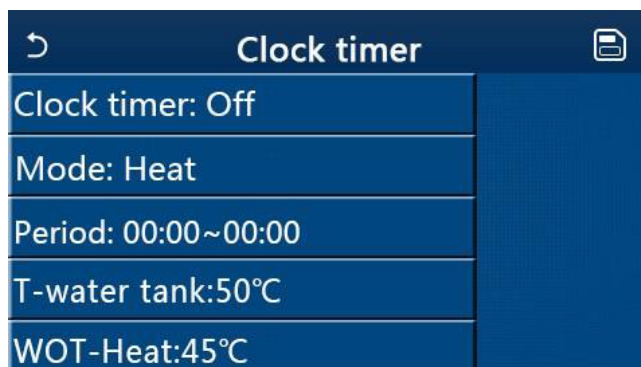 Clock timer
Clock timer: Off
Mode: Heat
Period: 00:00~00:00
T-water tank:50℃
WOT-Heat:45℃